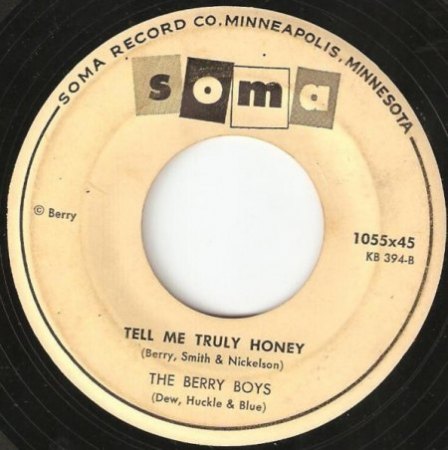 SOMA RECORD CO. MINNEAPOLIS, MINNESOTA
soma
© Berry
1055x45
KB 394-B
TELL ME TRULY HONEY
(Berry, Smith & Nickelson)
THE BERRY BOYS
(Dew, Huckle & Blue)